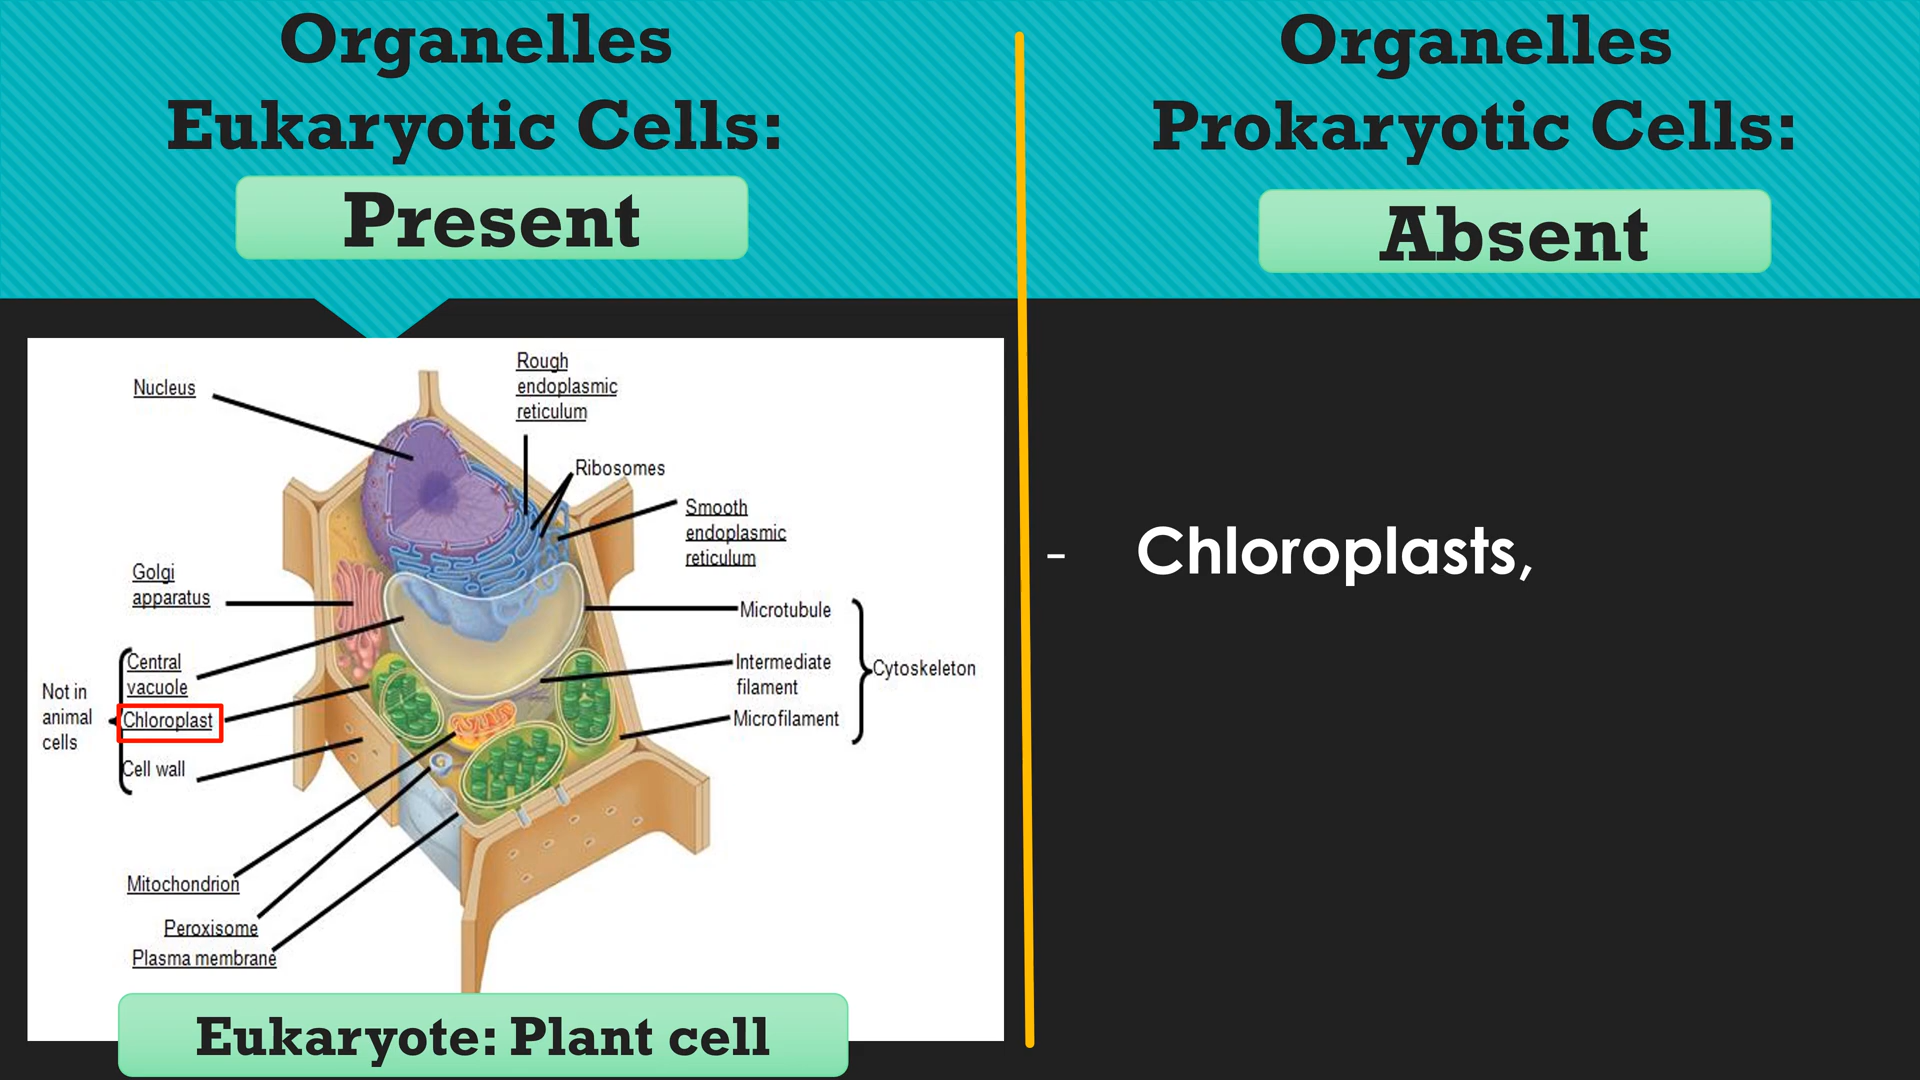 Organelles
Eukaryotic Cells:
Present
Organelles
Prokaryotic Cells:
Absent
Nucleus
Rough
endoplasmic
reticulum
Ribosomes
Smooth
endoplasmic
reticulum
Golgi
apparatus
Microtubule
Intermediate
filament
Microfilament
Cytoskeleton
Not in
animal
cells
Central
vacuole
Chloroplast
Cell wall
Mitochondrion
Peroxisome
Plasma membrane
Eukaryote: Plant cell
- Chloroplasts,